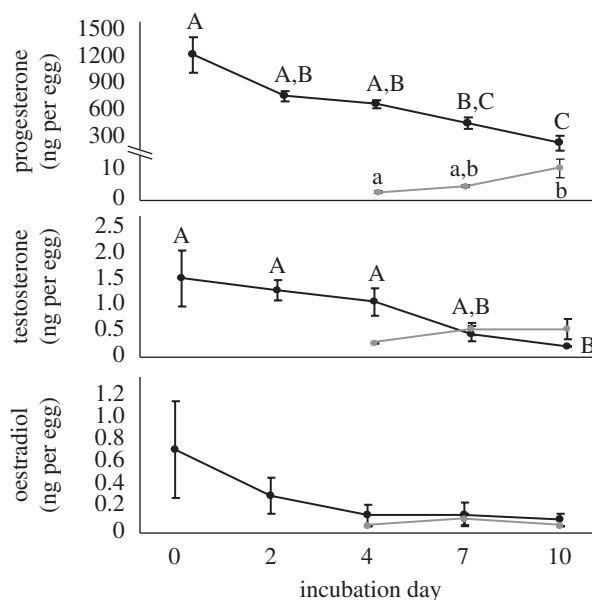 progesterone
(ng per egg)
1500
1200
900
600
300
10
0
A
A,B
A,B
B,C
C
a
a,b
b
testosterone
(ng per egg)
2.5
2.0
1.5
1.0
0.5
0
A
A
A
A,B
B
oestradiol
(ng per egg)
1.2
1.0
0.8
0.6
0.4
0.2
0
0 2 4 7 10
incubation day